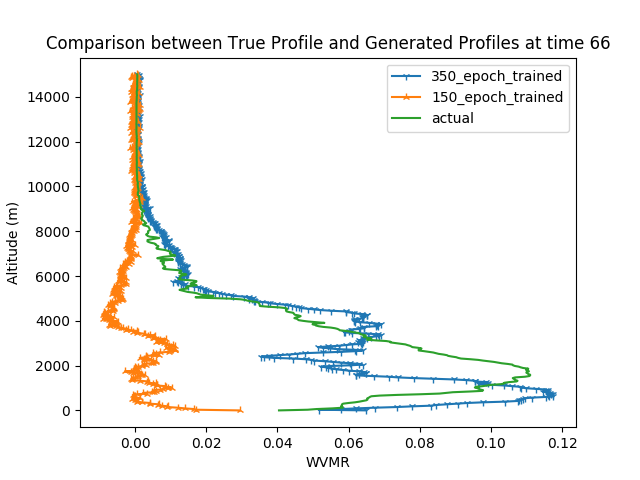 Comparison between True Profile and Generated Profiles at time 66
350_epoch_trained
150_epoch_trained
actual
Altitude (m)
14000
12000
10000
8000
6000
4000
2000
0
0.00 0.02 0.04 0.06 0.08 0.10 0.12
WVMR